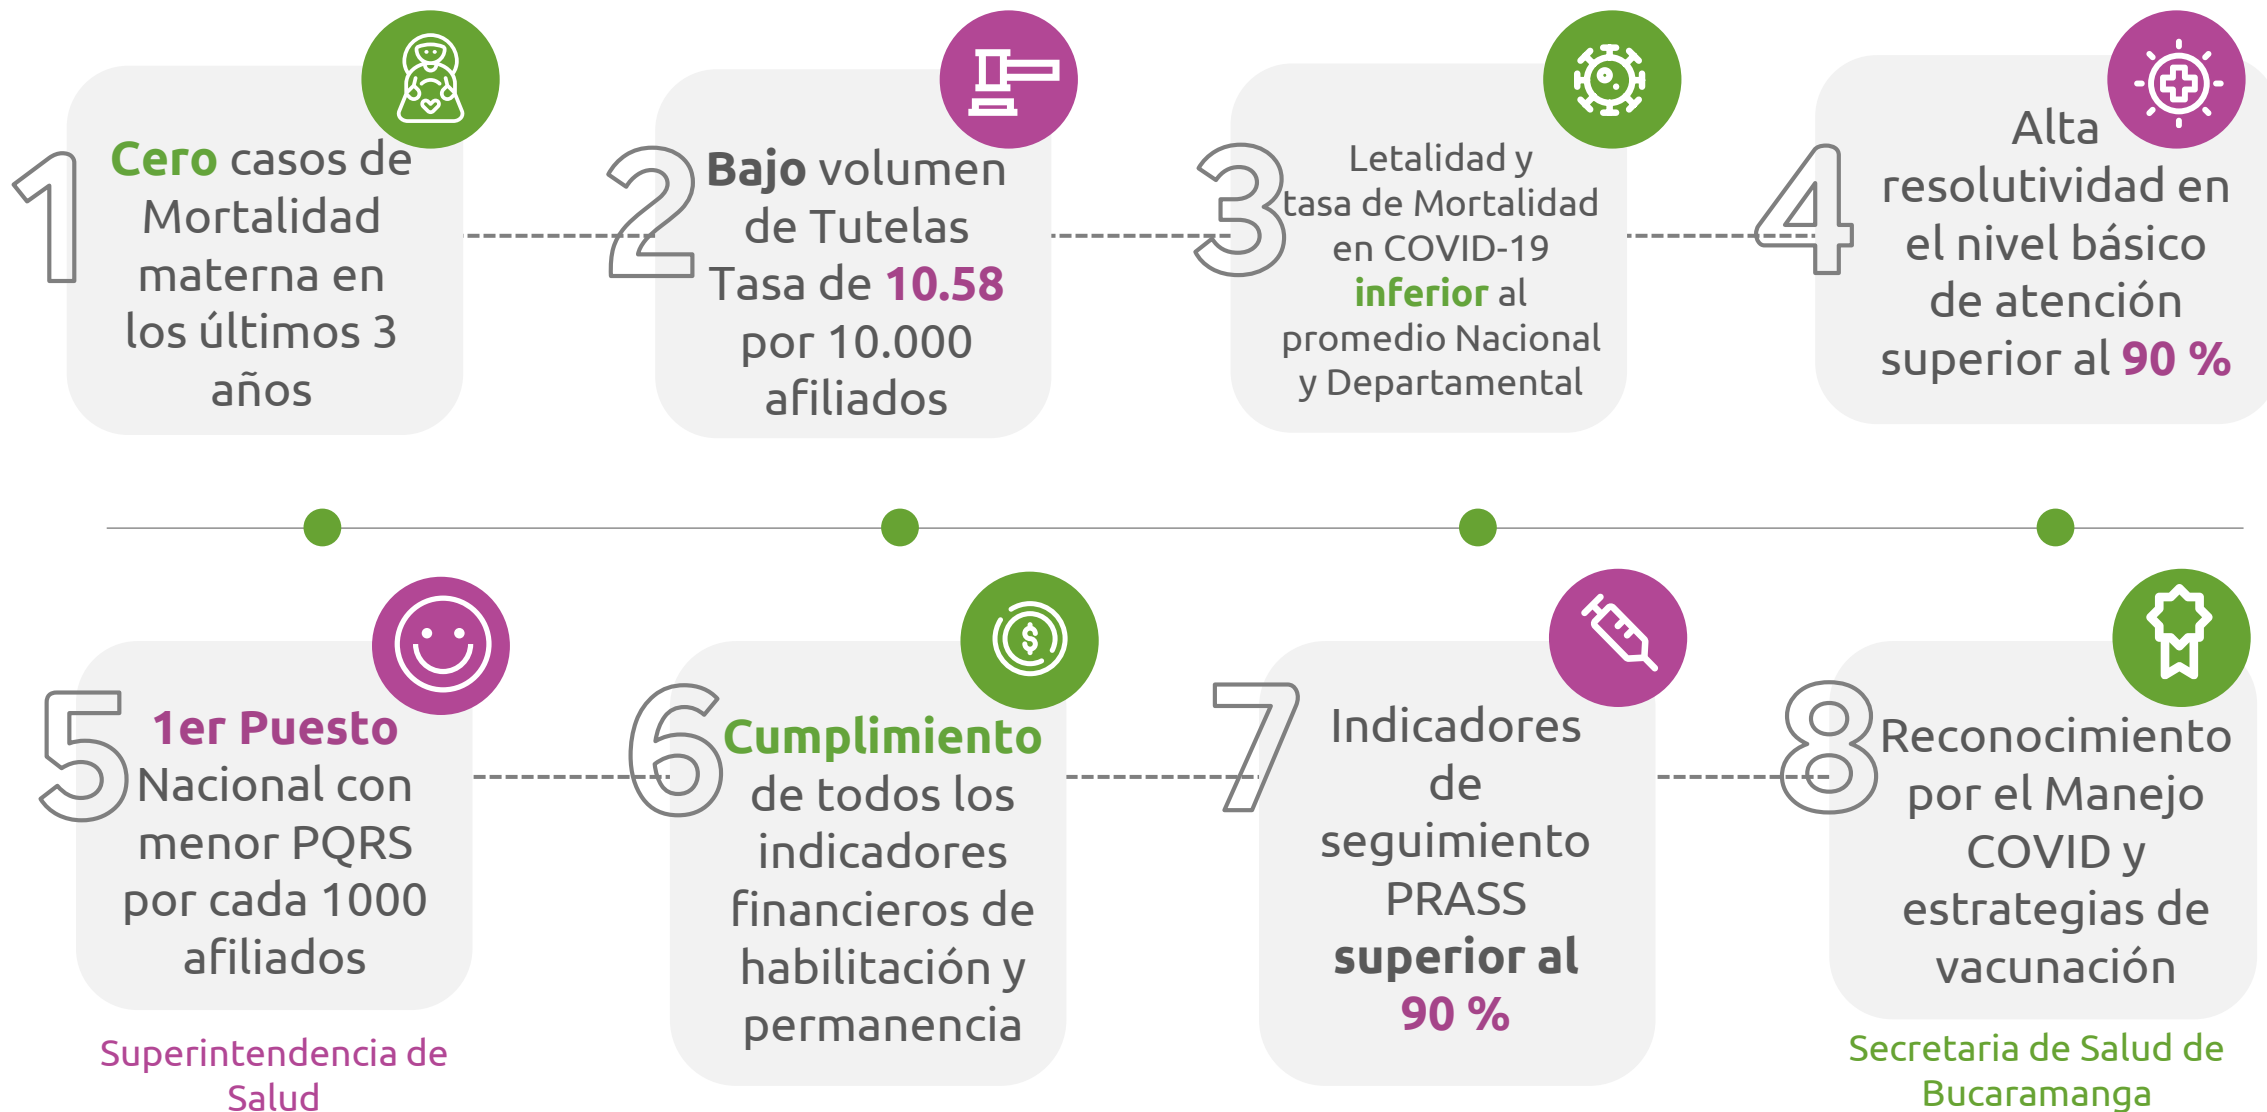 1
Cero casos de
Mortalidad
materna en
los últimos 3
años
2
Bajo volumen
de Tutelas
Tasa de 10.58
por 10.000
afiliados
3
Letalidad y
tasa de Mortalidad
en COVID-19
inferior al
promedio Nacional
y Departamental
4
Alta
resolutividad en
el nivel básico
de atención
superior al 90 %
5
1er Puesto
Nacional con
menor PQRS
por cada 1000
afiliados
Superintendencia de
Salud
6
Cumplimiento
de todos los
indicadores
financieros de
habilitación y
permanencia
7
Indicadores
de
seguimiento
PRASS
superior al
90 %
8
Reconocimiento
por el Manejo
COVID y
estrategias de
vacunación
Secretaria de Salud de
Bucaramanga